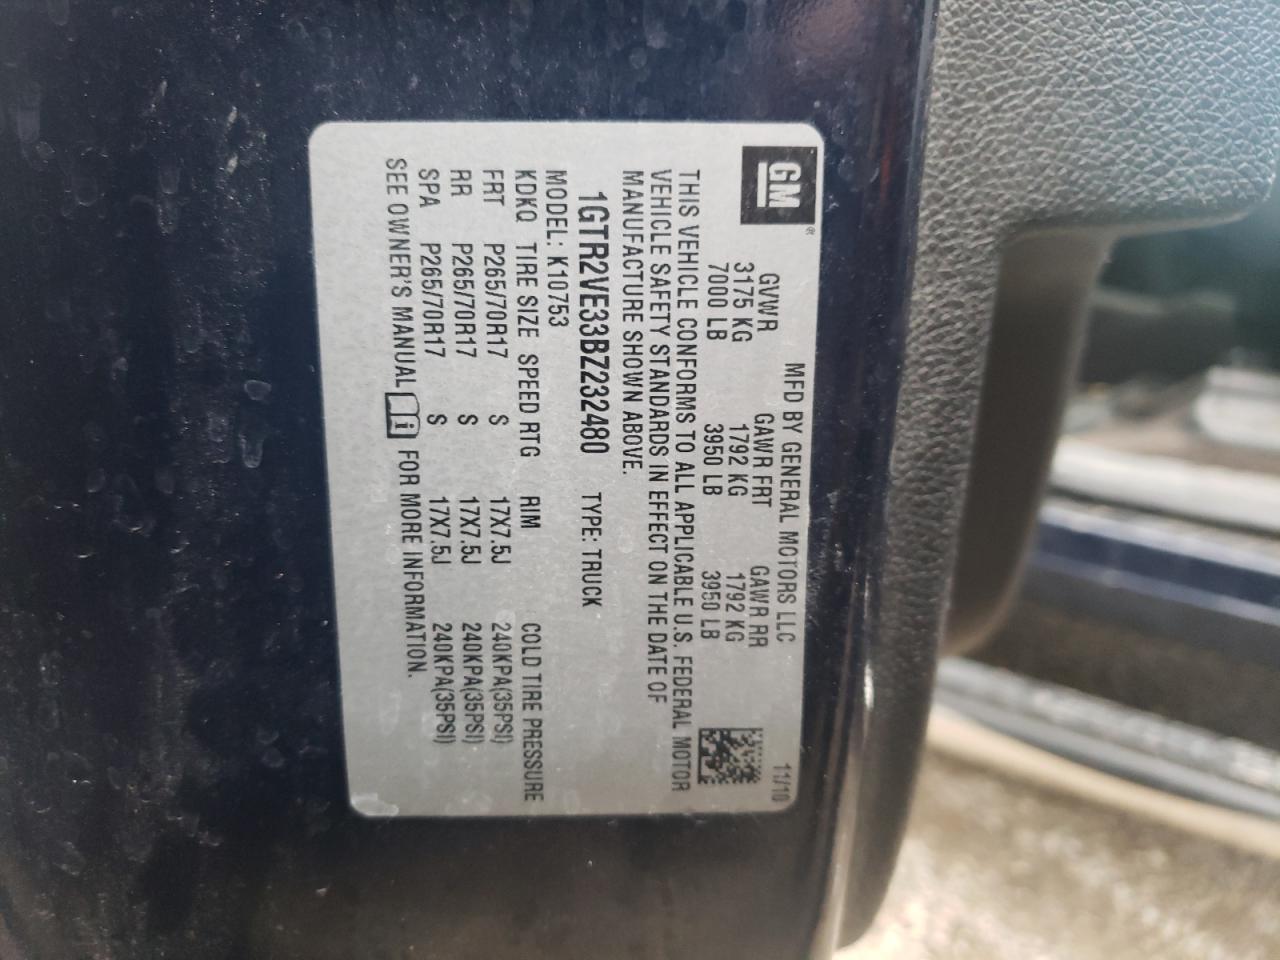 GM®
MFD BY GENERAL MOTORS LLC 11/10
GVWR GAWR FRT GAWR RR
3175 KG 1792 KG 1792 KG
7000 LB 3950 LB 3950 LB
THIS VEHICLE CONFORMS TO ALL APPLICABLE U.S. FEDERAL MOTOR
VEHICLE SAFETY STANDARDS IN EFFECT ON THE DATE OF
MANUFACTURE SHOWN ABOVE.
1GTR2VE33BZ232480 TYPE: TRUCK
MODEL: K10753
KDKQ TIRE SIZE SPEED RTG RIM COLD TIRE PRESSURE
FRT P265/70R17 S 17X7.5J 240KPA(35PSI)
RR P265/70R17 S 17X7.5J 240KPA(35PSI)
SPA P265/70R17 S 17X7.5J 240KPA(35PSI)
SEE OWNER'S MANUAL i FOR MORE INFORMATION.